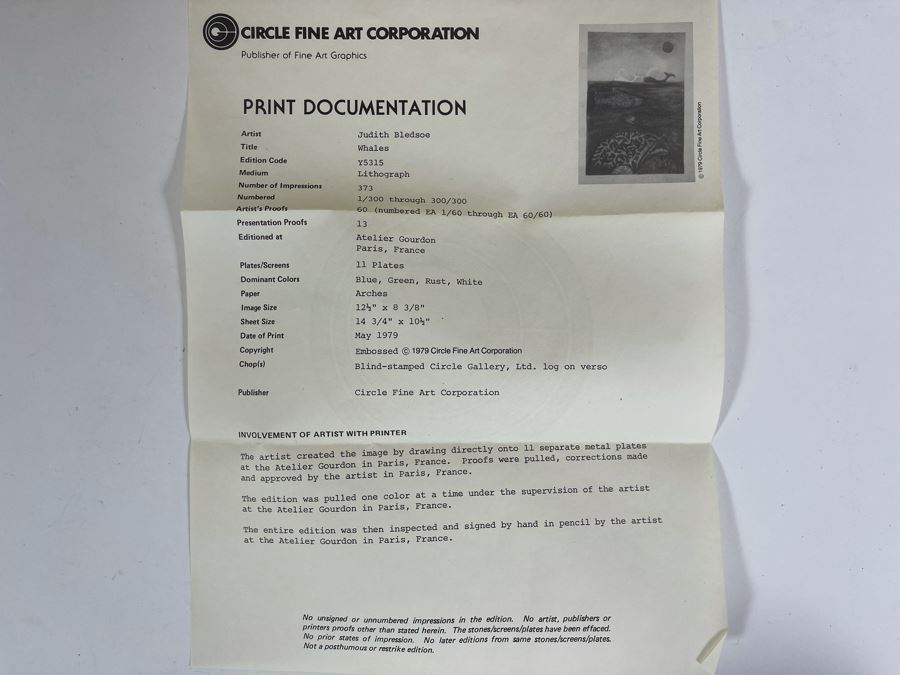 CIRCLE FINE ART CORPORATION
Publisher of Fine Art Graphics
© 1979 Circle Fine Art Corporation
PRINT DOCUMENTATION
Artist Judith Bledsoe
Title Whales
Edition Code Y5315
Medium Lithograph
Number of Impressions 373
Numbered 1/300 through 300/300
Artist's Proofs 60 (numbered EA 1/60 through EA 60/60)
Presentation Proofs 13
Editioned at Atelier Gourdon
Paris, France
Plates/Screens 11 Plates
Dominant Colors Blue, Green, Rust, White
Paper Arches
Image Size 12½" x 8 3/8"
Sheet Size 14 3/4" x 10½"
Date of Print May 1979
Copyright Embossed © 1979 Circle Fine Art Corporation
Chop(s) Blind-stamped Circle Gallery, Ltd. log on verso
Publisher Circle Fine Art Corporation
INVOLVEMENT OF ARTIST WITH PRINTER
The artist created the image by drawing directly onto 11 separate metal plates
at the Atelier Gourdon in Paris, France. Proofs were pulled, corrections made
and approved by the artist in Paris, France.
The edition was pulled one color at a time under the supervision of the artist
at the Atelier Gourdon in Paris, France.
The entire edition was then inspected and signed by hand in pencil by the artist
at the Atelier Gourdon in Paris, France.
No unsigned or unnumbered impressions in the edition. No artist, publishers or
printers proofs other than stated herein. The stones/screens/plates have been effaced.
No prior states of impression. No later editions from same stones/screens/plates.
Not a posthumous or restrike edition.